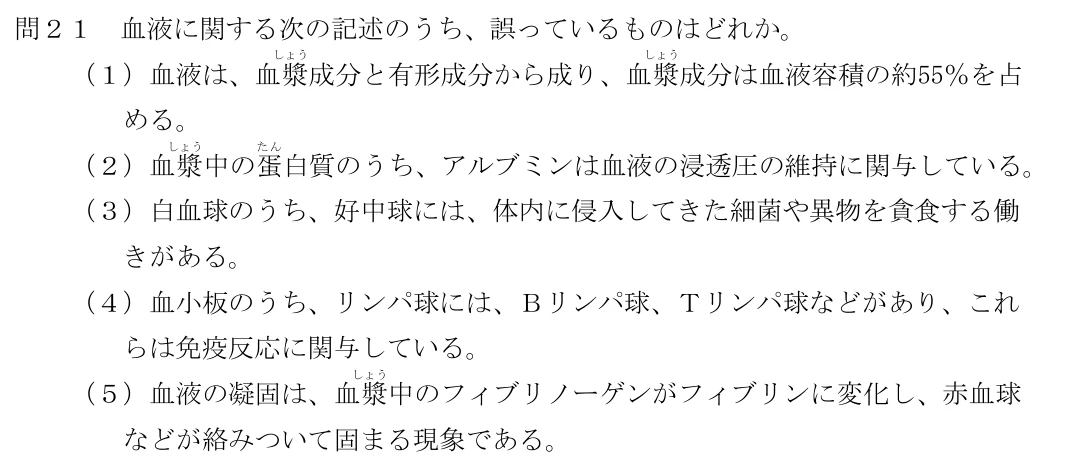 問２１　血液に関する次の記述のうち、誤っているものはどれか。
（１）血液は、血漿成分と有形成分から成り、血漿成分は血液容積の約55％を占
める。
（２）血漿中の蛋白質のうち、アルブミンは血液の浸透圧の維持に関与している。
（３）白血球のうち、好中球には、体内に侵入してきた細菌や異物を貪食する働
きがある。
（４）血小板のうち、リンパ球には、Ｂリンパ球、Ｔリンパ球などがあり、これ
らは免疫反応に関与している。
（５）血液の凝固は、血漿中のフィブリノーゲンがフィブリンに変化し、赤血球
などが絡みついて固まる現象である。